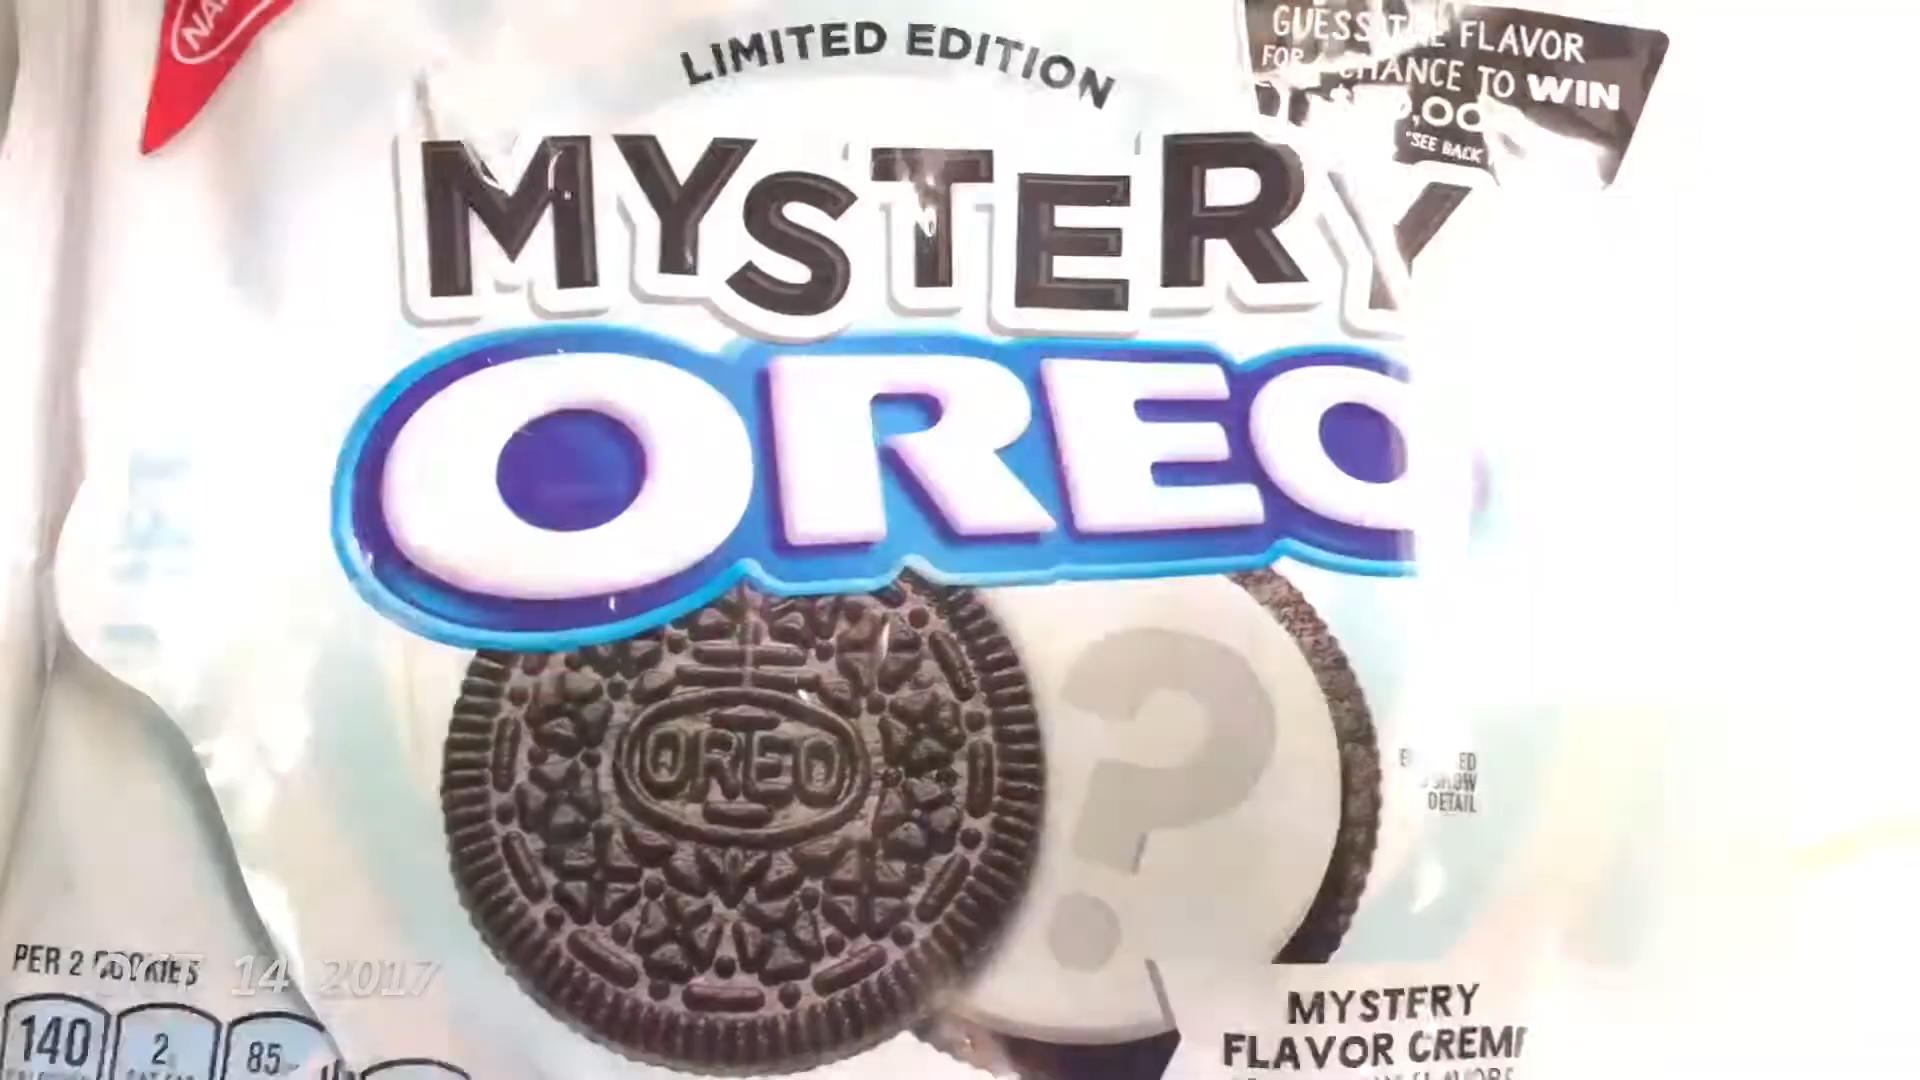 LIMITED EDITION
GUESS THE FLAVOR
FOR A CHANCE TO WIN
*SEE BACK
MYSTERY
OREO
OREO
?
DETAIL
PER 2 COOKIES
14 2017
140
2
85
MYSTERY
FLAVOR CREME